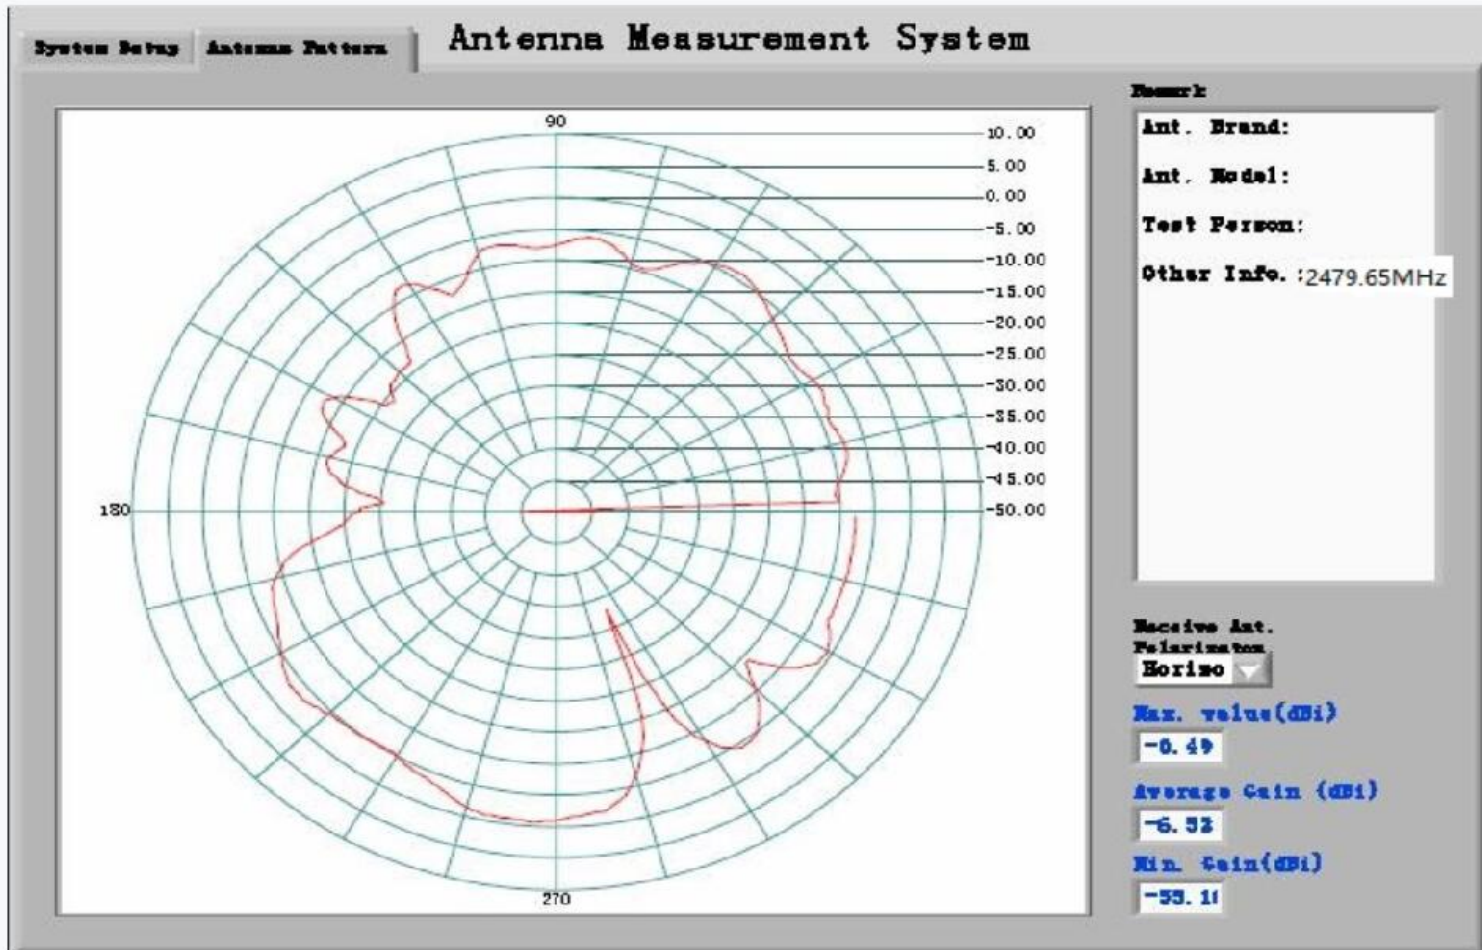 Antenna Measurement System
System Setup
Antenna Pattern
90
180
270
10.00
5.00
0.00
-5.00
-10.00
-15.00
-20.00
-25.00
-30.00
-35.00
-40.00
-45.00
-50.00
Remark
Ant. Brand:
Ant. Model:
Test Person:
Other Info. :2479.65MHz
Receive Ant.
Horizo
Max. value(dBi)
-0.49
Average Gain (dBi)
Min. Gain(dBi)